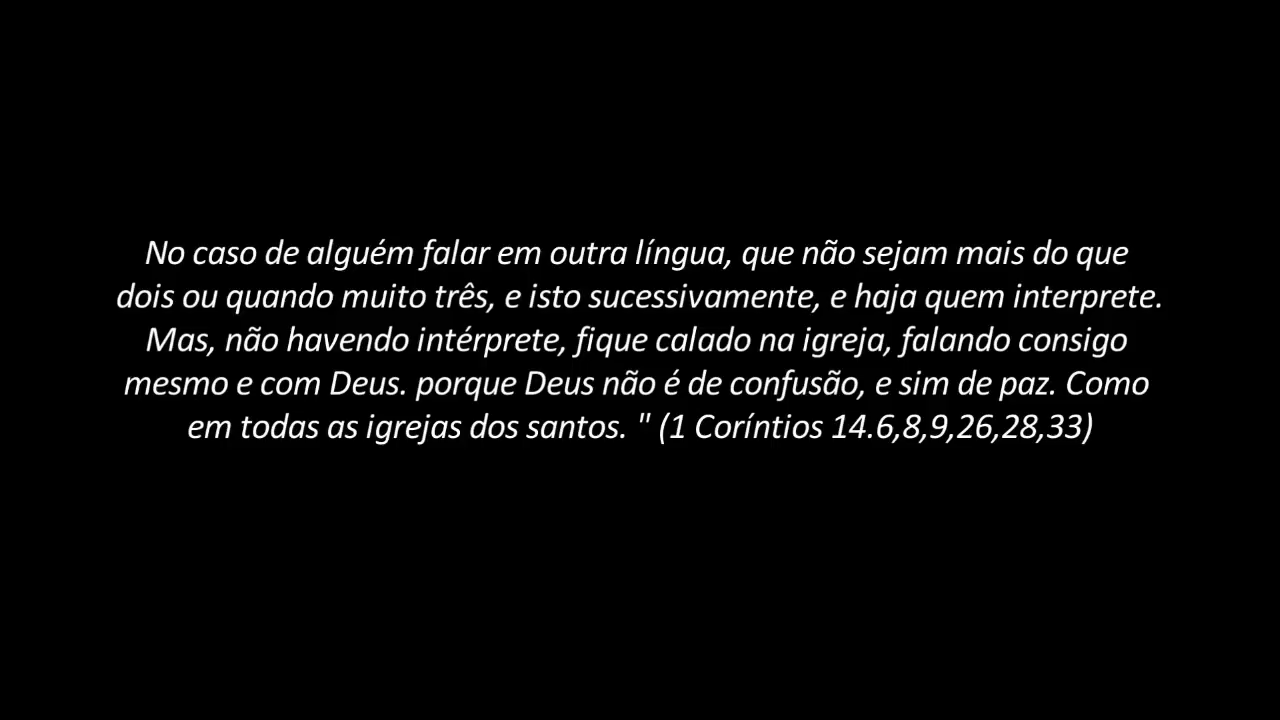 No caso de alguém falar em outra língua, que não sejam mais do que
dois ou quando muito três, e isto sucessivamente, e haja quem interprete.
Mas, não havendo intérprete, fique calado na igreja, falando consigo
mesmo e com Deus. porque Deus não é de confusão, e sim de paz. Como
em todas as igrejas dos santos. " (1 Coríntios 14.6,8,9,26,28,33)